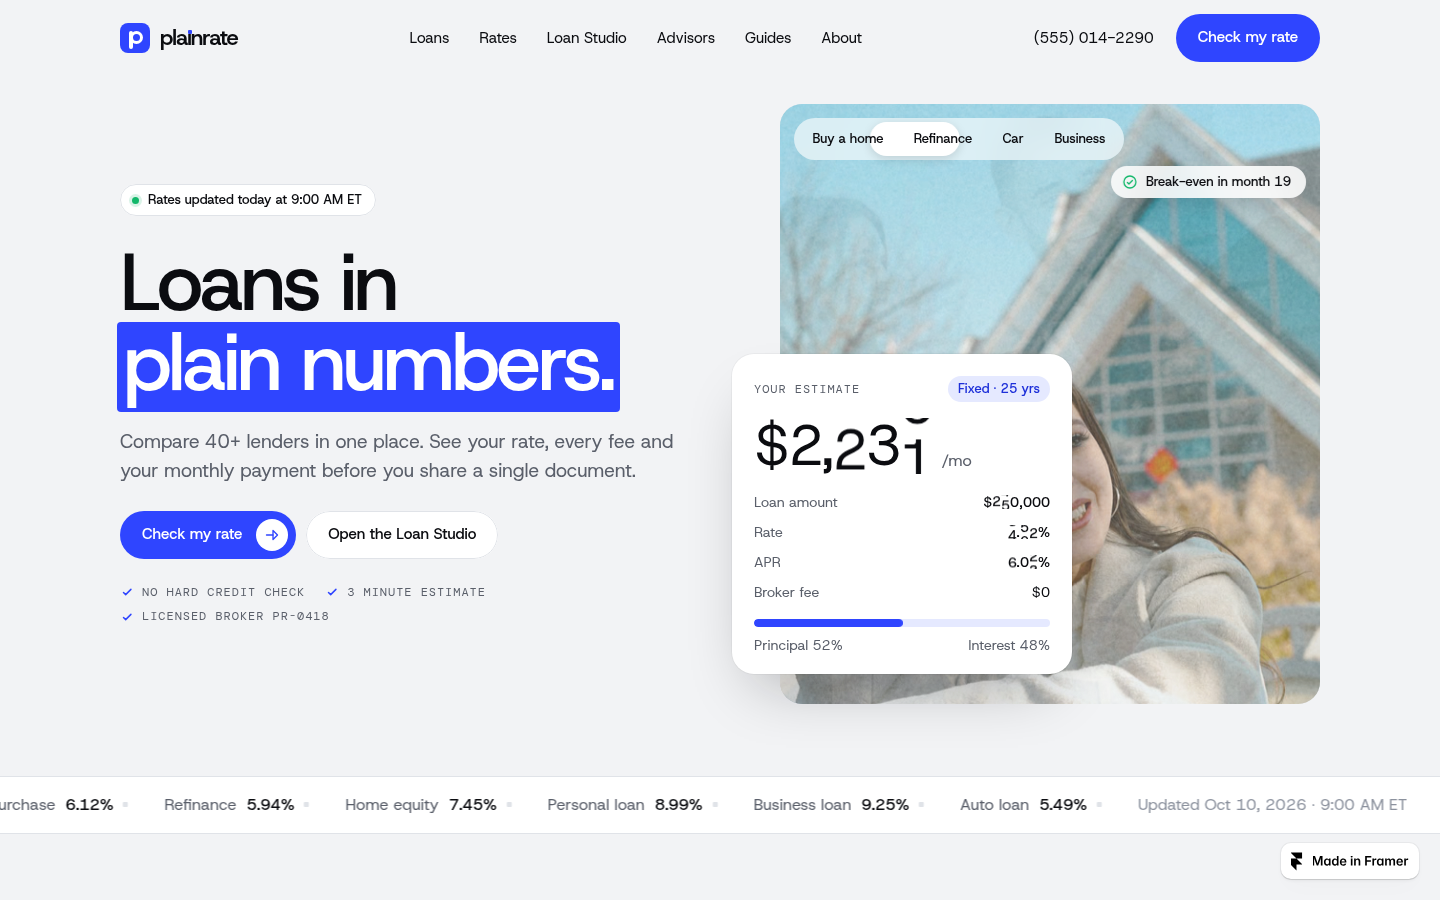 plainrate
Loans Rates Loan Studio Advisors Guides About
(555) 014-2290
Check my rate
Buy a home Refinance Car Business
Break-even in month 19
Rates updated today at 9:00 AM ET
Loans in
plain numbers.
Compare 40+ lenders in one place. See your rate, every fee and
your monthly payment before you share a single document.
Check my rate
Open the Loan Studio
NO HARD CREDIT CHECK
3 MINUTE ESTIMATE
LICENSED BROKER PR-0418
YOUR ESTIMATE
Fixed · 25 yrs
/mo
Loan amount
Rate
APR
Broker fee $0
Principal 52% Interest 48%
6.12% Refinance 5.94% Home equity 7.45% Personal loan 8.99% Business loan 9.25% Auto loan 5.49% Updated Oct 10, 2026 · 9:00 AM ET
Made in Framer